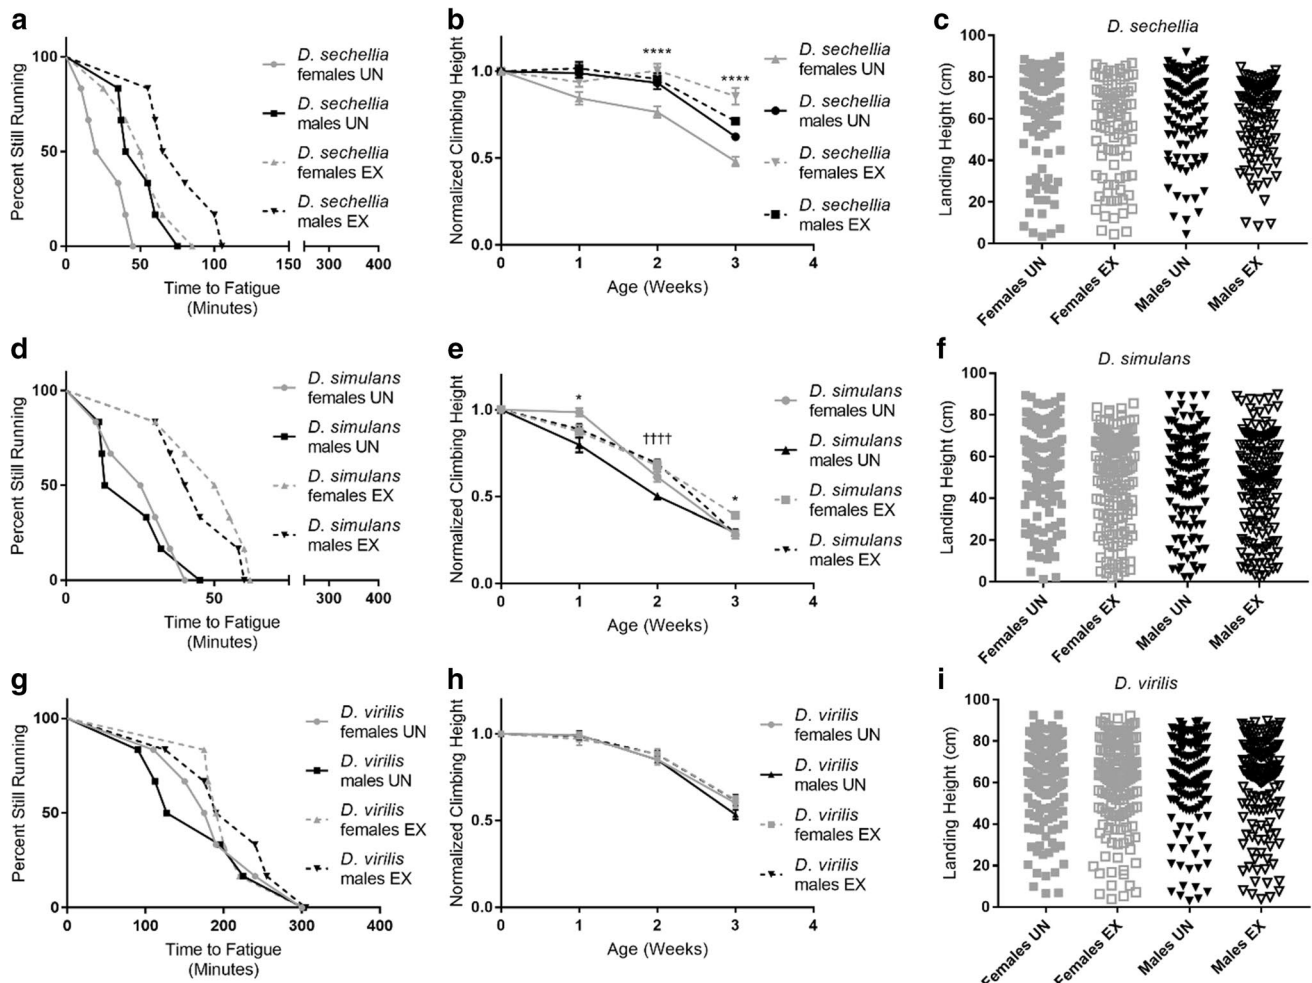 a
Percent Still Running
100
50
0
0 50 100 150 300 400
Time to Fatigue
(Minutes)
D. sechellia
females UN
D. sechellia
males UN
D. sechellia
females EX
D. sechellia
males EX
b
Normalized Climbing Height
1.0
0.5
0.0
0 1 2 3 4
Age (Weeks)
****
****
D. sechellia
females UN
D. sechellia
males UN
D. sechellia
females EX
D. sechellia
males EX
c
D. sechellia
Landing Height (cm)
100
80
60
40
20
0
Females UN
Females EX
Males UN
Males EX
d
Percent Still Running
100
50
0
0 50 300 400
Time to Fatigue
(Minutes)
D. simulans
females UN
D. simulans
males UN
D. simulans
females EX
D. simulans
males EX
e
Normalized Climbing Height
1.0
0.5
0.0
0 1 2 3 4
Age (Weeks)
*
††††
*
D. simulans
females UN
D. simulans
males UN
D. simulans
females EX
D. simulans
males EX
f
D. simulans
Landing Height (cm)
100
80
60
40
20
0
Females UN
Females EX
Males UN
Males EX
g
Percent Still Running
100
50
0
0 100 200 300 400
Time to Fatigue
(Minutes)
D. virilis
females UN
D. virilis
males UN
D. virilis
females EX
D. virilis
males EX
h
Normalized Climbing Height
1.0
0.5
0.0
0 1 2 3 4
Age (Weeks)
D. virilis
females UN
D. virilis
males UN
D. virilis
females EX
D. virilis
males EX
i
D. virilis
Landing Height (cm)
100
80
60
40
20
0
Females UN
Females EX
Males UN
Males EX